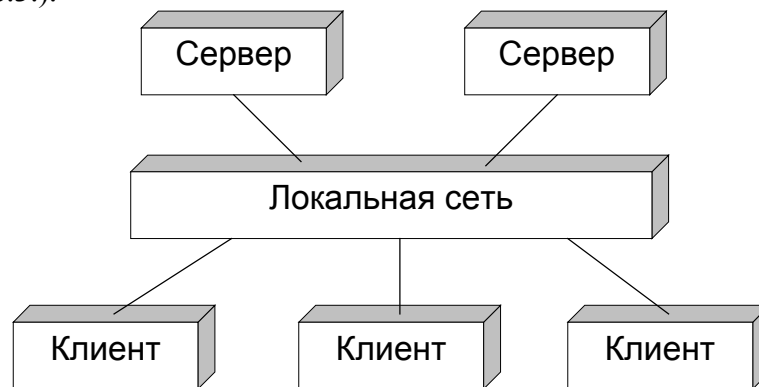 Сервер Сервер
Локальная сеть
Клиент Клиент Клиент